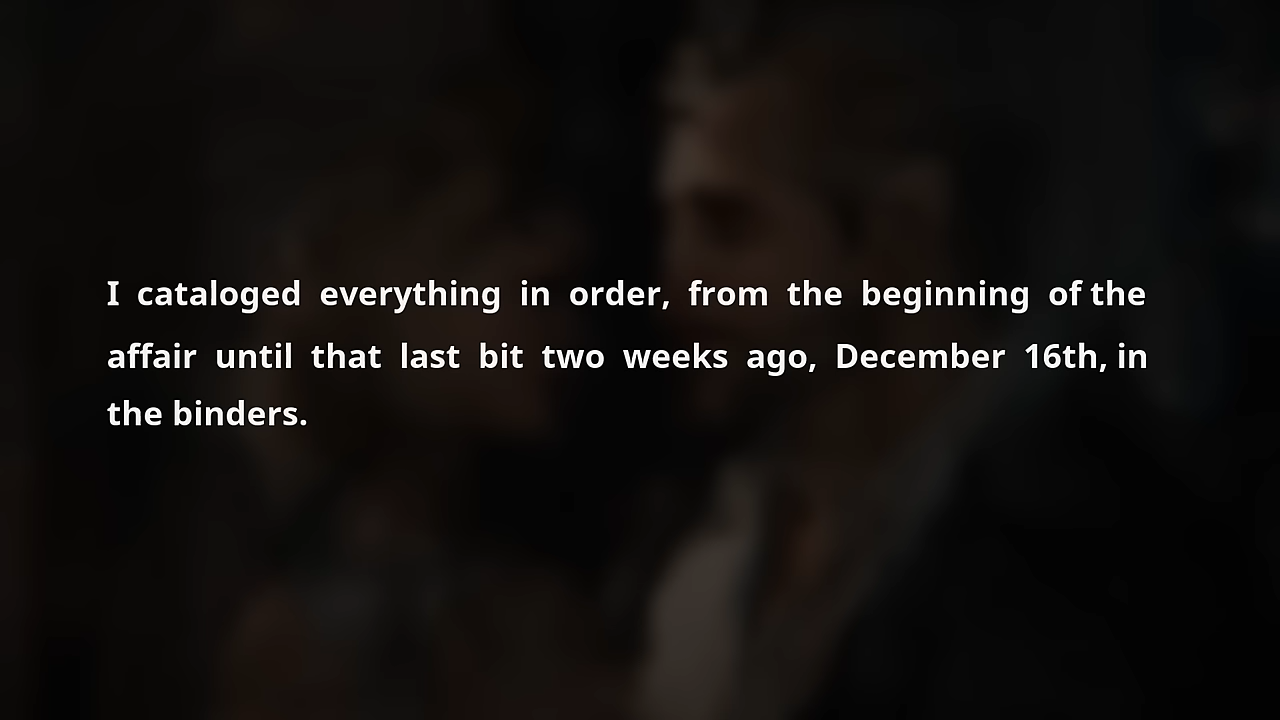 I cataloged everything in order, from the beginning of the
affair until that last bit two weeks ago, December 16th, in
the binders.